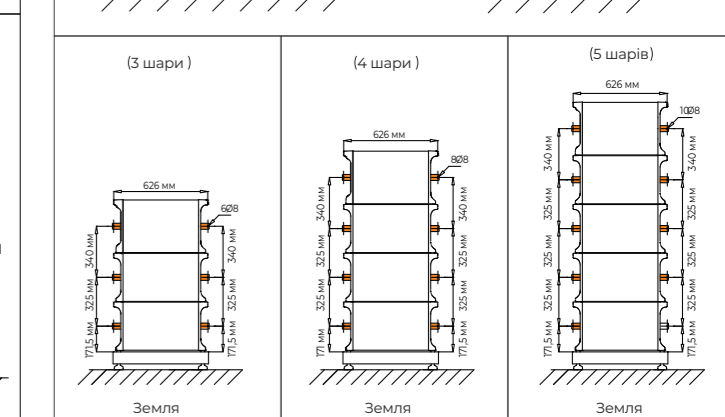 (3 шари )
626 мм
6Ø8
340 мм
340 мм
325 мм
325 мм
171,5 мм
171,5 мм
Земля
(4 шари )
626 мм
8Ø8
340 мм
340 мм
325 мм
325 мм
325 мм
325 мм
171 мм
171,5 мм
Земля
(5 шарів)
626 мм
10Ø8
340 мм
340 мм
325 мм
325 мм
325 мм
325 мм
325 мм
325 мм
171,5 мм
171,5 мм
Земля